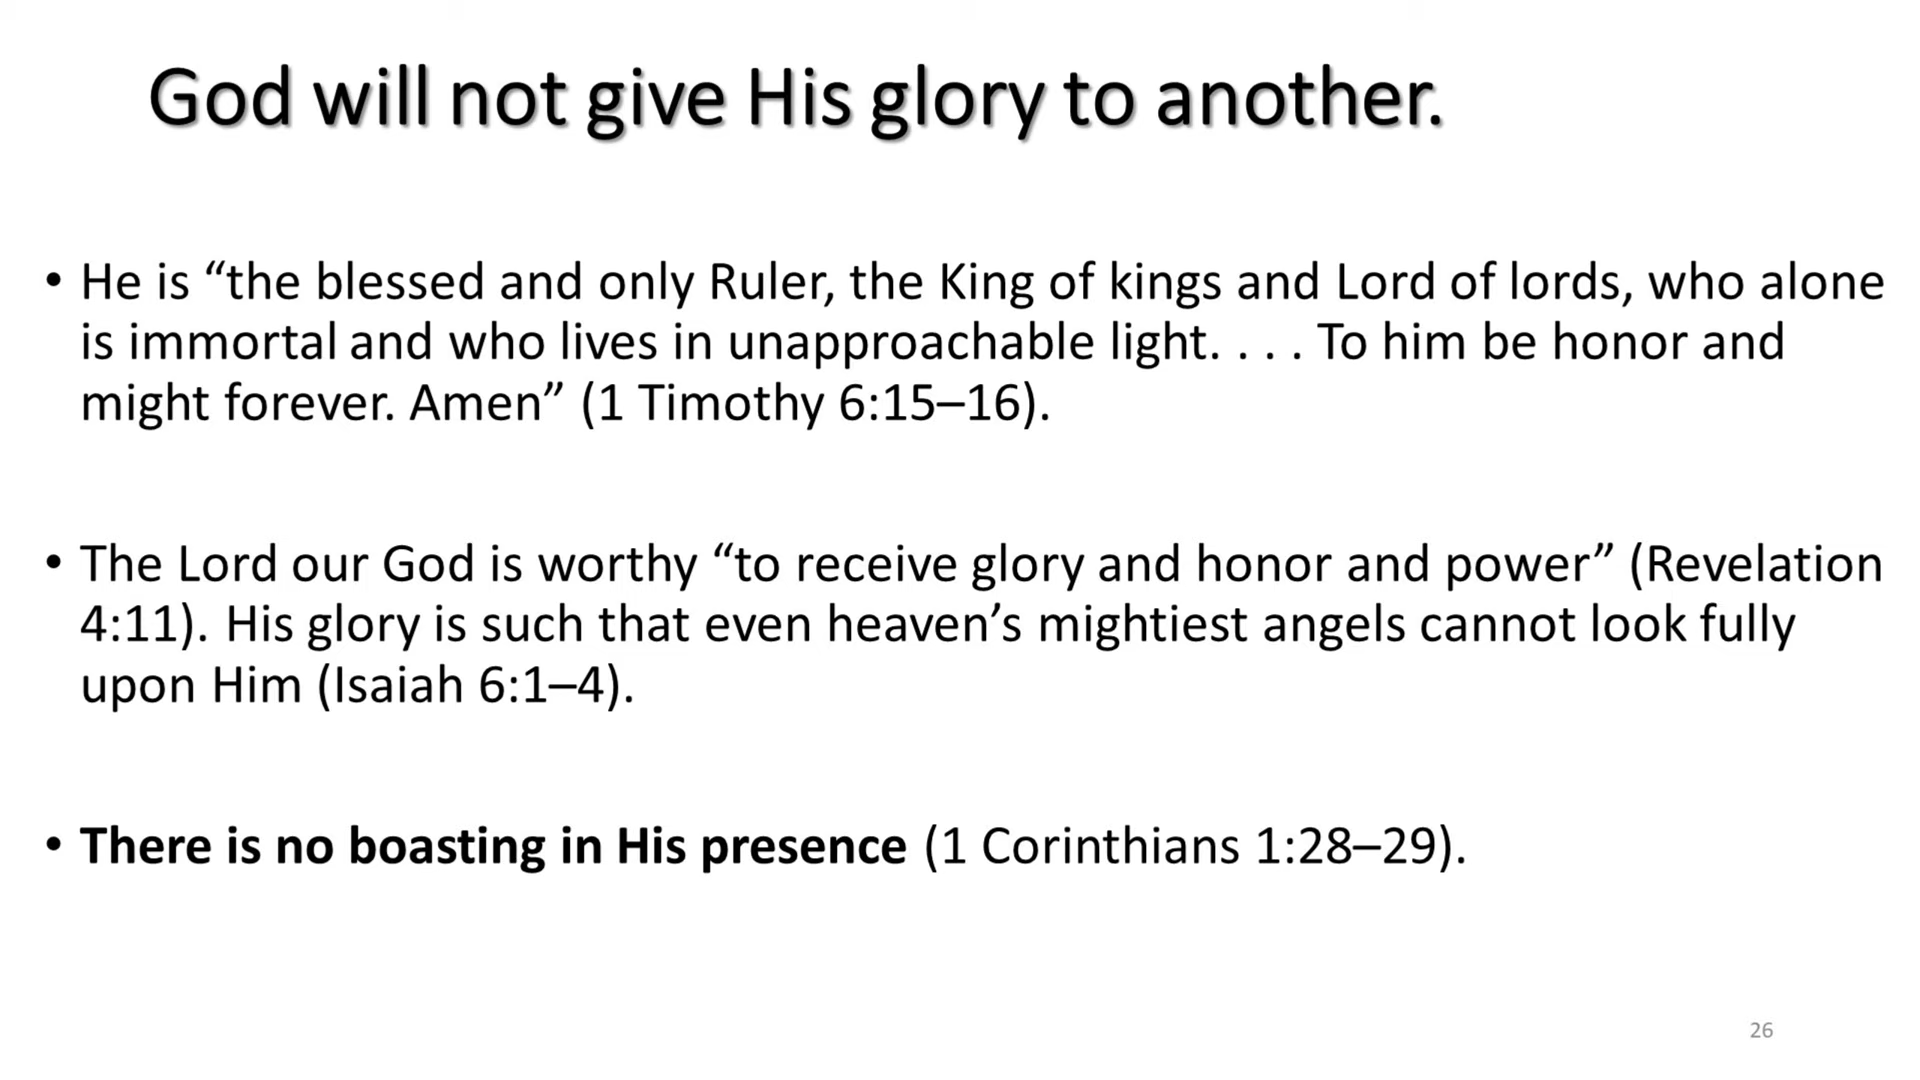 God will not give His glory to another.
• He is “the blessed and only Ruler, the King of kings and Lord of lords, who alone
is immortal and who lives in unapproachable light. . . . To him be honor and
might forever. Amen” (1 Timothy 6:15–16).
• The Lord our God is worthy “to receive glory and honor and power” (Revelation
4:11). His glory is such that even heaven’s mightiest angels cannot look fully
upon Him (Isaiah 6:1–4).
• There is no boasting in His presence (1 Corinthians 1:28–29).
26